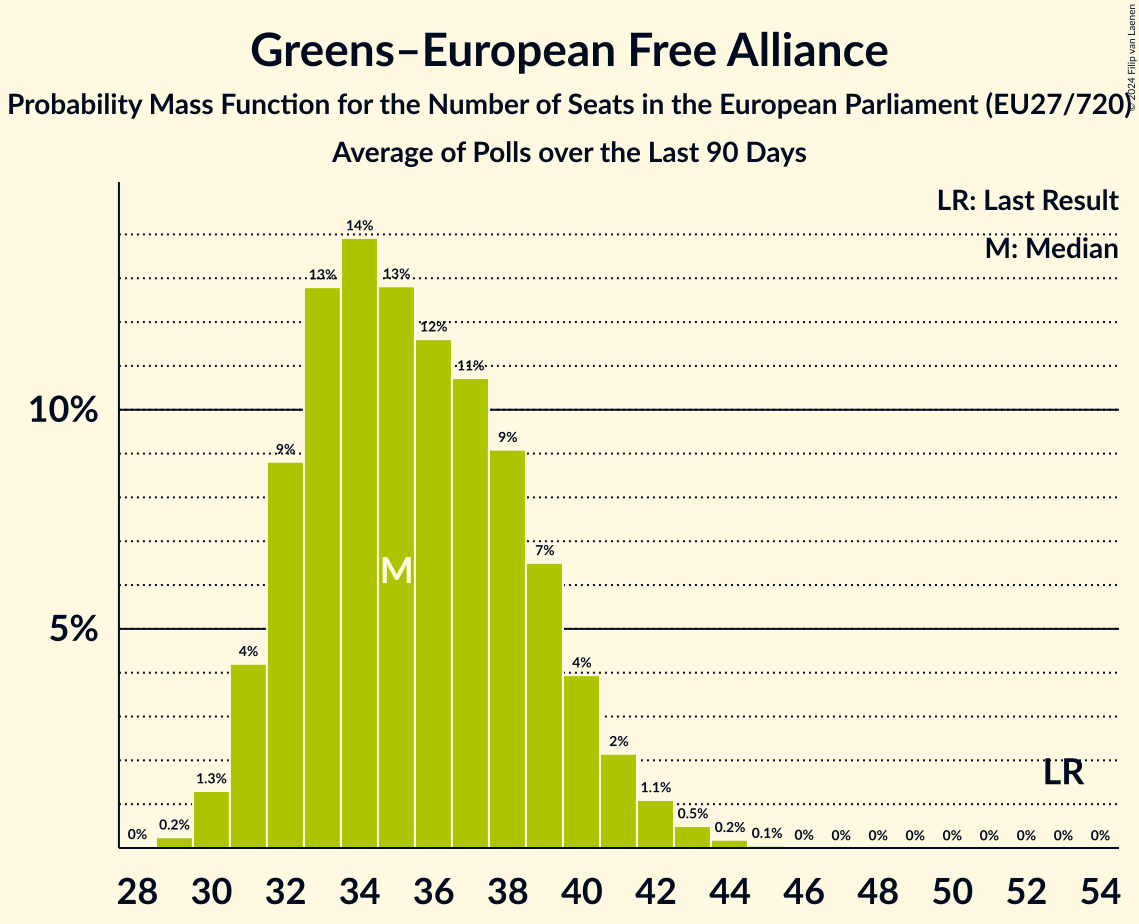 Greens–European Free Alliance
Probability Mass Function for the Number of Seats in the European Parliament (EU27/720)
Average of Polls over the Last 90 Days
© 2024 Filip van Laenen
LR: Last Result
M: Median
14%
13% 13%
12%
11%
10%
9% 9%
7%
M
5%
4% 4%
2%
LR
1.3% 1.1%
0% 0.2% 0.5% 0.2% 0.1% 0% 0% 0% 0% 0% 0% 0% 0% 0%
28 30 32 34 36 38 40 42 44 46 48 50 52 54